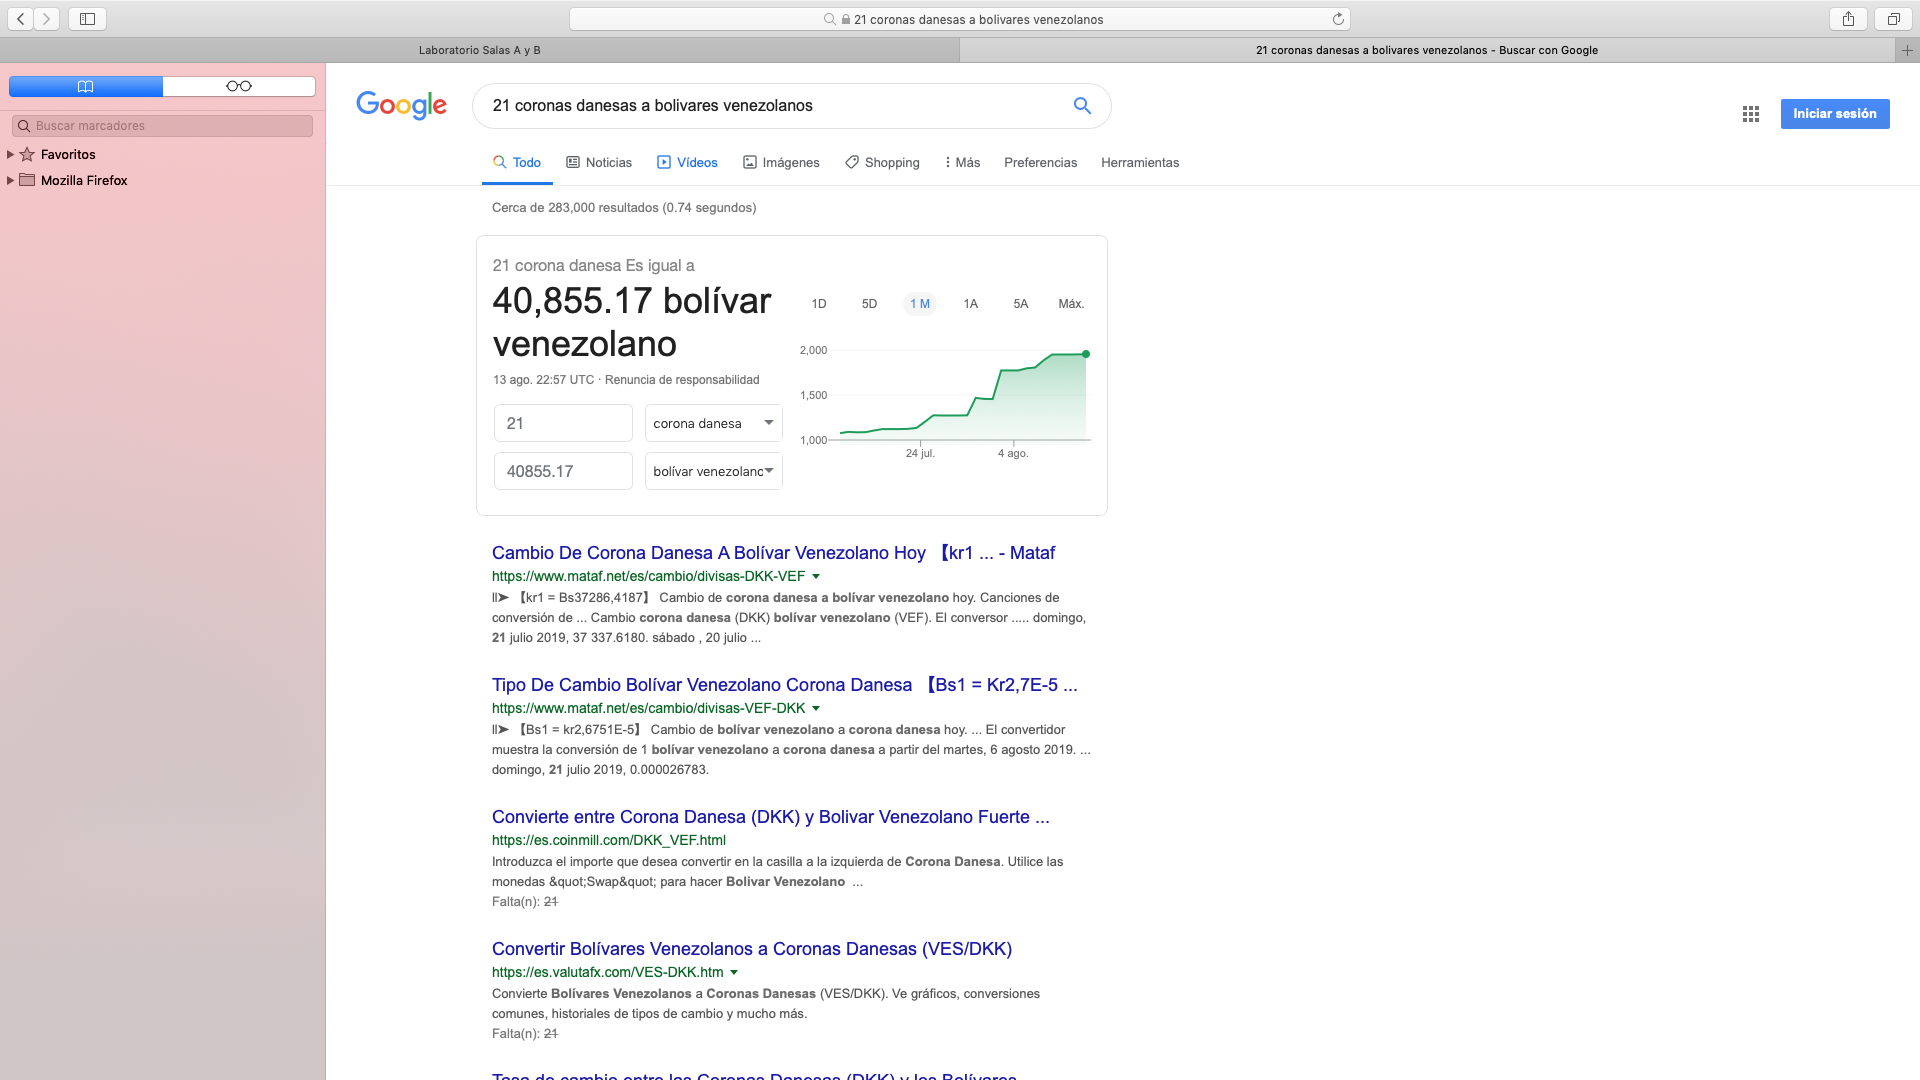 21 coronas danesas a bolivares venezolanos
Laboratorio Salas A y B
21 coronas danesas a bolivares venezolanos - Buscar con Google
Buscar marcadores
Favoritos
Mozilla Firefox
Google
21 coronas danesas a bolivares venezolanos
Iniciar sesión
Todo Noticias Vídeos Imágenes Shopping Más Preferencias Herramientas
Cerca de 283,000 resultados (0.74 segundos)
21 corona danesa Es igual a
40,855.17 bolívar
venezolano
13 ago. 22:57 UTC · Renuncia de responsabilidad
21 corona danesa
40855.17 bolívar venezolano
1D 5D 1 M 1A 5A Máx.
2,000
1,500
1,000
24 jul. 4 ago.
Cambio De Corona Danesa A Bolívar Venezolano Hoy 【kr1 ... - Mataf
https://www.mataf.net/es/cambio/divisas-DKK-VEF
ll➤ 【kr1 = Bs37286,4187】 Cambio de corona danesa a bolívar venezolano hoy. Canciones de
conversión de ... Cambio corona danesa (DKK) bolívar venezolano (VEF). El conversor ..... domingo,
21 julio 2019, 37 337.6180. sábado , 20 julio ...
Tipo De Cambio Bolívar Venezolano Corona Danesa 【Bs1 = Kr2,7E-5 ...
https://www.mataf.net/es/cambio/divisas-VEF-DKK
ll➤ 【Bs1 = kr2,6751E-5】 Cambio de bolívar venezolano a corona danesa hoy. ... El convertidor
muestra la conversión de 1 bolívar venezolano a corona danesa a partir del martes, 6 agosto 2019. ...
domingo, 21 julio 2019, 0.000026783.
Convierte entre Corona Danesa (DKK) y Bolivar Venezolano Fuerte ...
https://es.coinmill.com/DKK_VEF.html
Introduzca el importe que desea convertir en la casilla a la izquierda de Corona Danesa. Utilice las
monedas &quot;Swap&quot; para hacer Bolivar Venezolano ...
Falta(n): 21
Convertir Bolívares Venezolanos a Coronas Danesas (VES/DKK)
https://es.valutafx.com/VES-DKK.htm
Convierte Bolívares Venezolanos a Coronas Danesas (VES/DKK). Ve gráficos, conversiones
comunes, historiales de tipos de cambio y mucho más.
Falta(n): 21
Tasa de cambio entre las Coronas Danesas (DKK) y los Bolívares